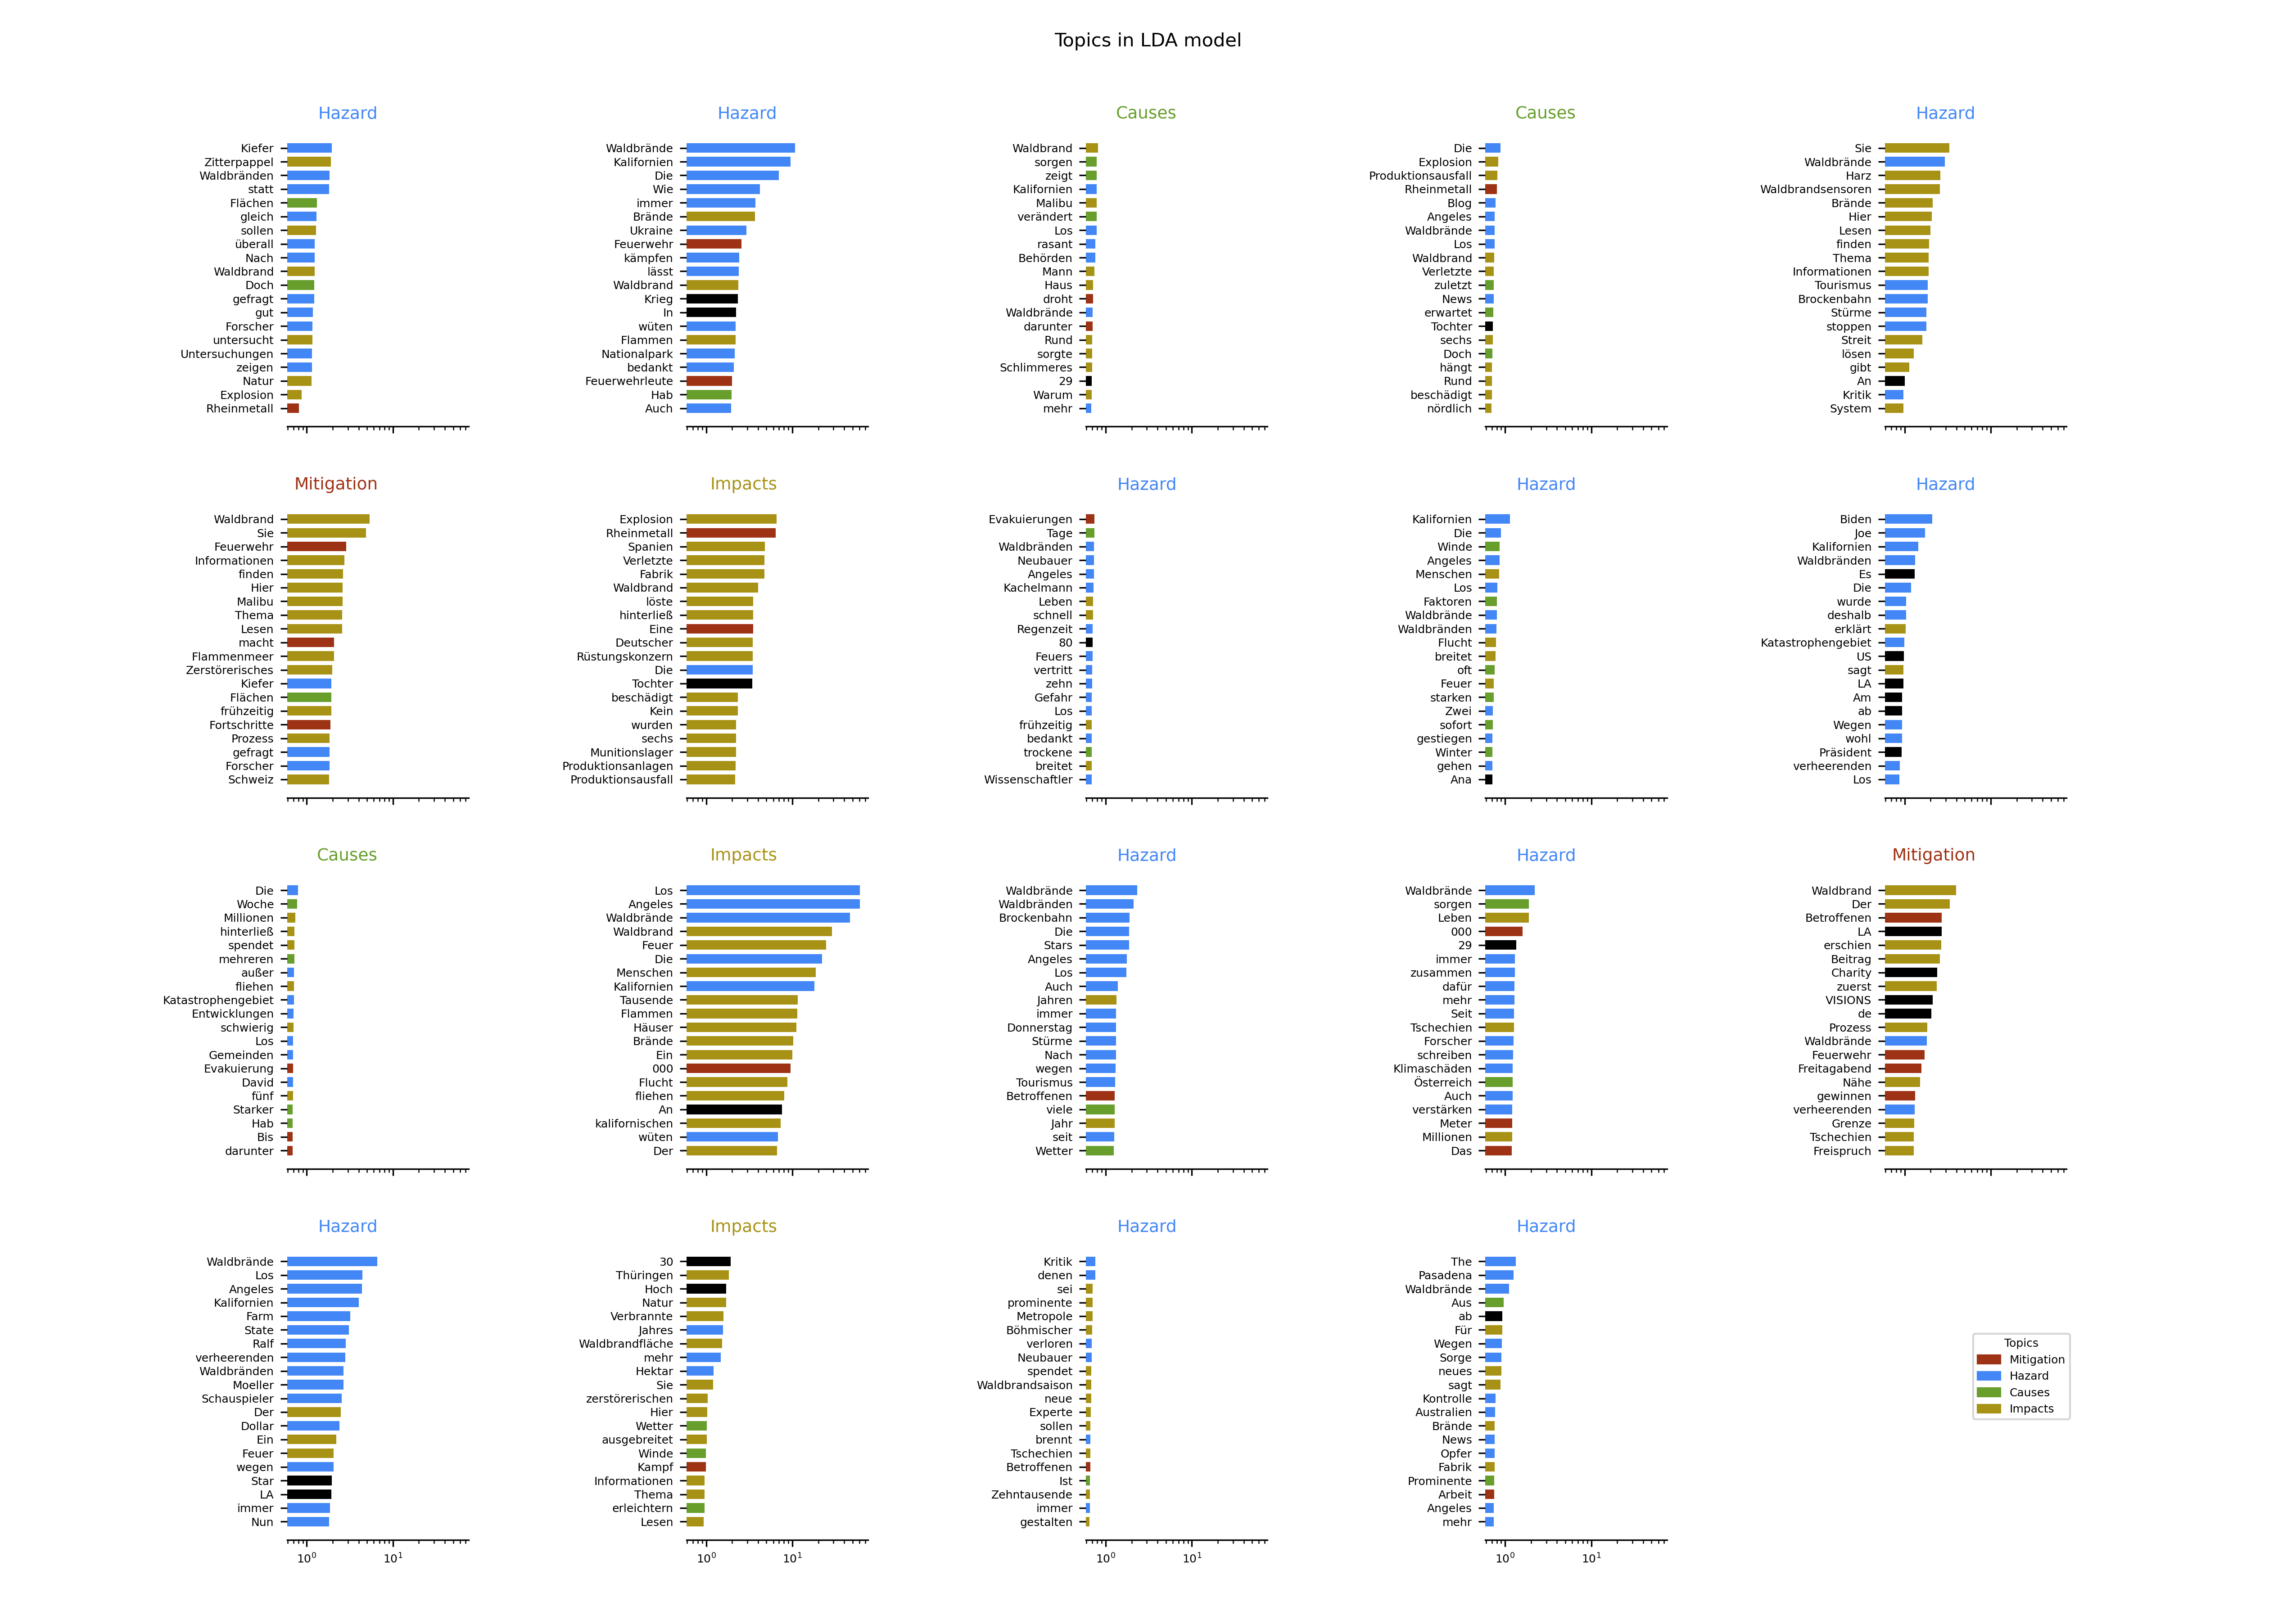 Topics in LDA model
Hazard
Kiefer
Zitterpappel
Waldbränden
statt
Flächen
gleich
sollen
überall
Nach
Waldbrand
Doch
gefragt
gut
Forscher
untersucht
Untersuchungen
zeigen
Natur
Explosion
Rheinmetall
Hazard
Waldbrände
Kalifornien
Die
Wie
immer
Brände
Ukraine
Feuerwehr
kämpfen
lässt
Waldbrand
Krieg
In
wüten
Flammen
Nationalpark
bedankt
Feuerwehrleute
Hab
Auch
Causes
Waldbrand
sorgen
zeigt
Kalifornien
Malibu
verändert
Los
rasant
Behörden
Mann
Haus
droht
Waldbrände
darunter
Rund
sorgte
Schlimmeres
29
Warum
mehr
Causes
Die
Explosion
Produktionsausfall
Rheinmetall
Blog
Angeles
Waldbrände
Los
Waldbrand
Verletzte
zuletzt
News
erwartet
Tochter
sechs
Doch
hängt
Rund
beschädigt
nördlich
Hazard
Sie
Waldbrände
Harz
Waldbrandsensoren
Brände
Hier
Lesen
finden
Thema
Informationen
Tourismus
Brockenbahn
Stürme
stoppen
Streit
lösen
gibt
An
Kritik
System
Mitigation
Waldbrand
Sie
Feuerwehr
Informationen
finden
Hier
Malibu
Thema
Lesen
macht
Flammenmeer
Zerstörerisches
Kiefer
Flächen
frühzeitig
Fortschritte
Prozess
gefragt
Forscher
Schweiz
Impacts
Explosion
Rheinmetall
Spanien
Verletzte
Fabrik
Waldbrand
löste
hinterließ
Eine
Deutscher
Rüstungskonzern
Die
Tochter
beschädigt
Kein
wurden
sechs
Munitionslager
Produktionsanlagen
Produktionsausfall
Hazard
Evakuierungen
Tage
Waldbränden
Neubauer
Angeles
Kachelmann
Leben
schnell
Regenzeit
80
Feuers
vertritt
zehn
Gefahr
Los
frühzeitig
bedankt
trockene
breitet
Wissenschaftler
Hazard
Kalifornien
Die
Winde
Angeles
Menschen
Los
Faktoren
Waldbrände
Waldbränden
Flucht
breitet
oft
Feuer
starken
Zwei
sofort
gestiegen
Winter
gehen
Ana
Hazard
Biden
Joe
Kalifornien
Waldbränden
Es
Die
wurde
deshalb
erklärt
Katastrophengebiet
US
sagt
LA
Am
ab
Wegen
wohl
Präsident
verheerenden
Los
Causes
Die
Woche
Millionen
hinterließ
spendet
mehreren
außer
fliehen
Katastrophengebiet
Entwicklungen
schwierig
Los
Gemeinden
Evakuierung
David
fünf
Starker
Hab
Bis
darunter
Impacts
Los
Angeles
Waldbrände
Waldbrand
Feuer
Die
Menschen
Kalifornien
Tausende
Flammen
Häuser
Brände
Ein
000
Flucht
fliehen
An
kalifornischen
wüten
Der
Hazard
Waldbrände
Waldbränden
Brockenbahn
Die
Stars
Angeles
Los
Auch
Jahren
immer
Donnerstag
Stürme
Nach
wegen
Tourismus
Betroffenen
viele
Jahr
seit
Wetter
Hazard
Waldbrände
sorgen
Leben
000
29
immer
zusammen
dafür
mehr
Seit
Tschechien
Forscher
schreiben
Klimaschäden
Österreich
Auch
verstärken
Meter
Millionen
Das
Mitigation
Waldbrand
Der
Betroffenen
LA
erschien
Beitrag
Charity
zuerst
VISIONS
de
Prozess
Waldbrände
Feuerwehr
Freitagabend
Nähe
gewinnen
verheerenden
Grenze
Tschechien
Freispruch
Hazard
Waldbrände
Los
Angeles
Kalifornien
Farm
State
Ralf
verheerenden
Waldbränden
Moeller
Schauspieler
Der
Dollar
Ein
Feuer
wegen
Star
LA
immer
Nun
10⁰ 10¹
Impacts
30
Thüringen
Hoch
Natur
Verbrannte
Jahres
Waldbrandfläche
mehr
Hektar
Sie
zerstörerischen
Hier
Wetter
ausgebreitet
Winde
Kampf
Informationen
Thema
erleichtern
Lesen
10⁰ 10¹
Hazard
Kritik
denen
sei
prominente
Metropole
Böhmischer
verloren
Neubauer
spendet
Waldbrandsaison
neue
Experte
sollen
brennt
Tschechien
Betroffenen
Ist
Zehntausende
immer
gestalten
10⁰ 10¹
Hazard
The
Pasadena
Waldbrände
Aus
ab
Für
Wegen
Sorge
neues
sagt
Kontrolle
Australien
Brände
News
Opfer
Fabrik
Prominente
Arbeit
Angeles
mehr
10⁰ 10¹
Topics
Mitigation
Hazard
Causes
Impacts